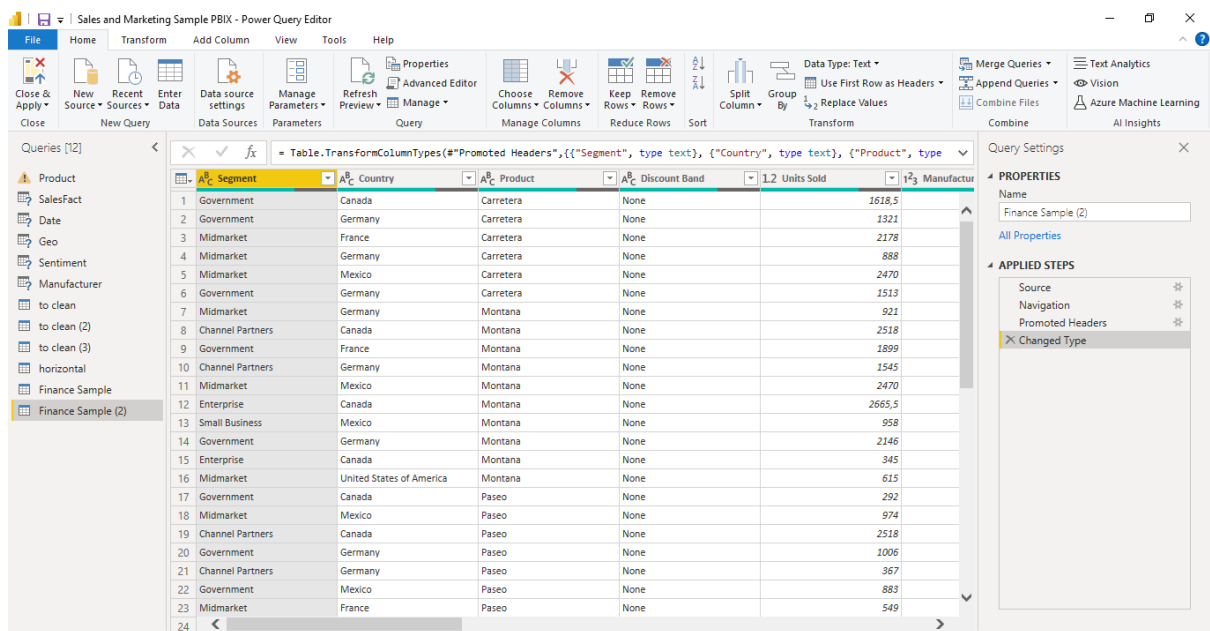 Sales and Marketing Sample PBIX - Power Query Editor
File Home Transform Add Column View Tools Help
Close & Apply
New Source
Recent Sources
Enter Data
Data source settings
Manage Parameters
Refresh Preview
Properties
Advanced Editor
Manage
Choose Columns
Remove Columns
Keep Rows
Remove Rows
Split Column
Group By
Data Type: Text
Use First Row as Headers
Replace Values
Merge Queries
Append Queries
Combine Files
Text Analytics
Vision
Azure Machine Learning
Close New Query Data Sources Parameters Query Manage Columns Reduce Rows Sort Transform Combine AI Insights
Queries [12]
Product
SalesFact
Date
Geo
Sentiment
Manufacturer
to clean
to clean (2)
to clean (3)
horizontal
Finance Sample
Finance Sample (2)
fx = Table.TransformColumnTypes(#"Promoted Headers",{{"Segment", type text}, {"Country", type text}, {"Product", type
ABC Segment ABC Country ABC Product ABC Discount Band 1.2 Units Sold 123 Manufactur
1 Government Canada Carretera None 1618,5
2 Government Germany Carretera None 1321
3 Midmarket France Carretera None 2178
4 Midmarket Germany Carretera None 888
5 Midmarket Mexico Carretera None 2470
6 Government Germany Carretera None 1513
7 Midmarket Germany Montana None 921
8 Channel Partners Canada Montana None 2518
9 Government France Montana None 1899
10 Channel Partners Germany Montana None 1545
11 Midmarket Mexico Montana None 2470
12 Enterprise Canada Montana None 2665,5
13 Small Business Mexico Montana None 958
14 Government Germany Montana None 2146
15 Enterprise Canada Montana None 345
16 Midmarket United States of America Montana None 615
17 Government Canada Paseo None 292
18 Midmarket Mexico Paseo None 974
19 Channel Partners Canada Paseo None 2518
20 Government Germany Paseo None 1006
21 Channel Partners Germany Paseo None 367
22 Government Mexico Paseo None 883
23 Midmarket France Paseo None 549
24
Query Settings
PROPERTIES
Name
Finance Sample (2)
All Properties
APPLIED STEPS
Source
Navigation
Promoted Headers
Changed Type